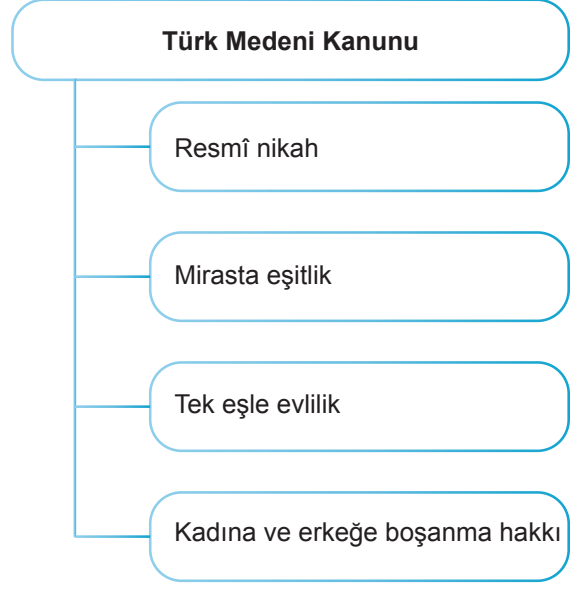 Türk Medeni Kanunu
Resmî nikah
Mirasta eşitlik
Tek eşle evlilik
Kadına ve erkeğe boşanma hakkı